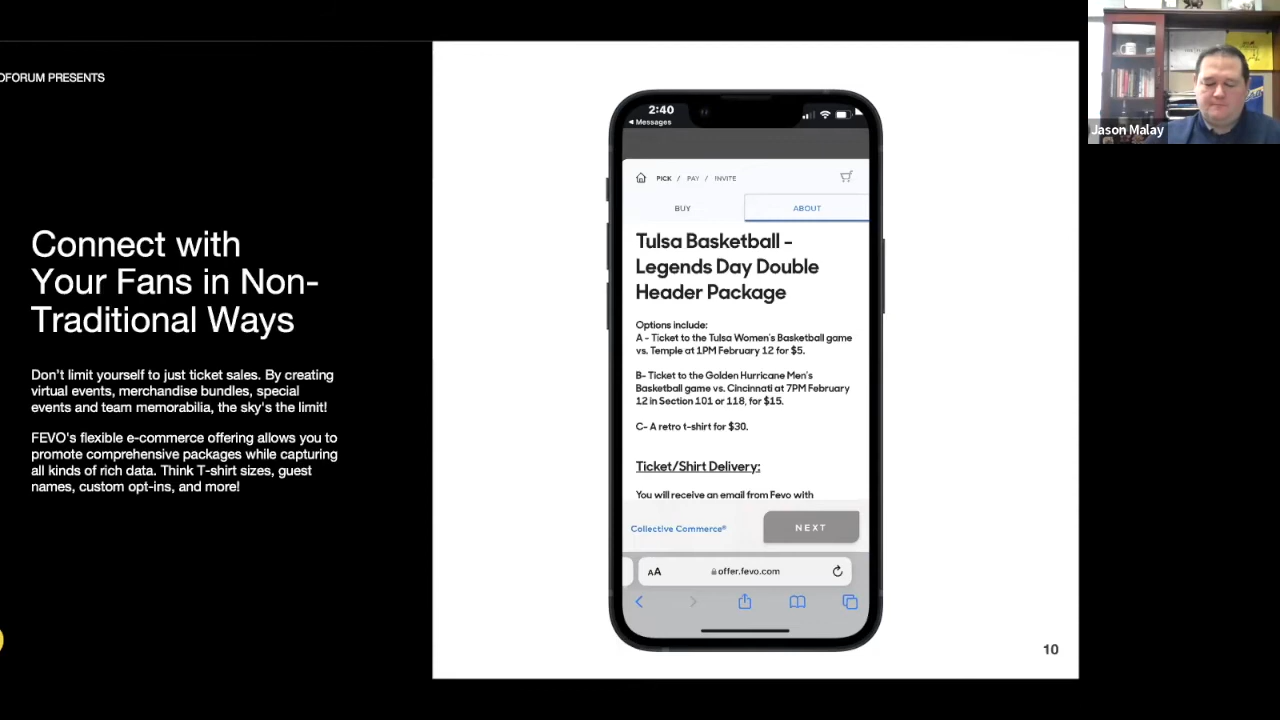 OFORUM PRESENTS
Connect with
Your Fans in Non-
Traditional Ways
Don't limit yourself to just ticket sales. By creating
virtual events, merchandise bundles, special
events and team memorabilia, the sky's the limit!
FEVO's flexible e-commerce offering allows you to
promote comprehensive packages while capturing
all kinds of rich data. Think T-shirt sizes, guest
names, custom opt-ins, and more!
2:40
Messages
PICK / PAY / INVITE
BUY
ABOUT
Tulsa Basketball -
Legends Day Double
Header Package
Options include:
A - Ticket to the Tulsa Women's Basketball game
vs. Temple at 1PM February 12 for $5.
B- Ticket to the Golden Hurricane Men's
Basketball game vs. Cincinnati at 7PM February
12 in Section 101 or 118, for $15.
C- A retro t-shirt for $30.
Ticket/Shirt Delivery:
You will receive an email from Fevo with
Collective Commerce®
NEXT
AA
offer.fevo.com
10
Jason Malay